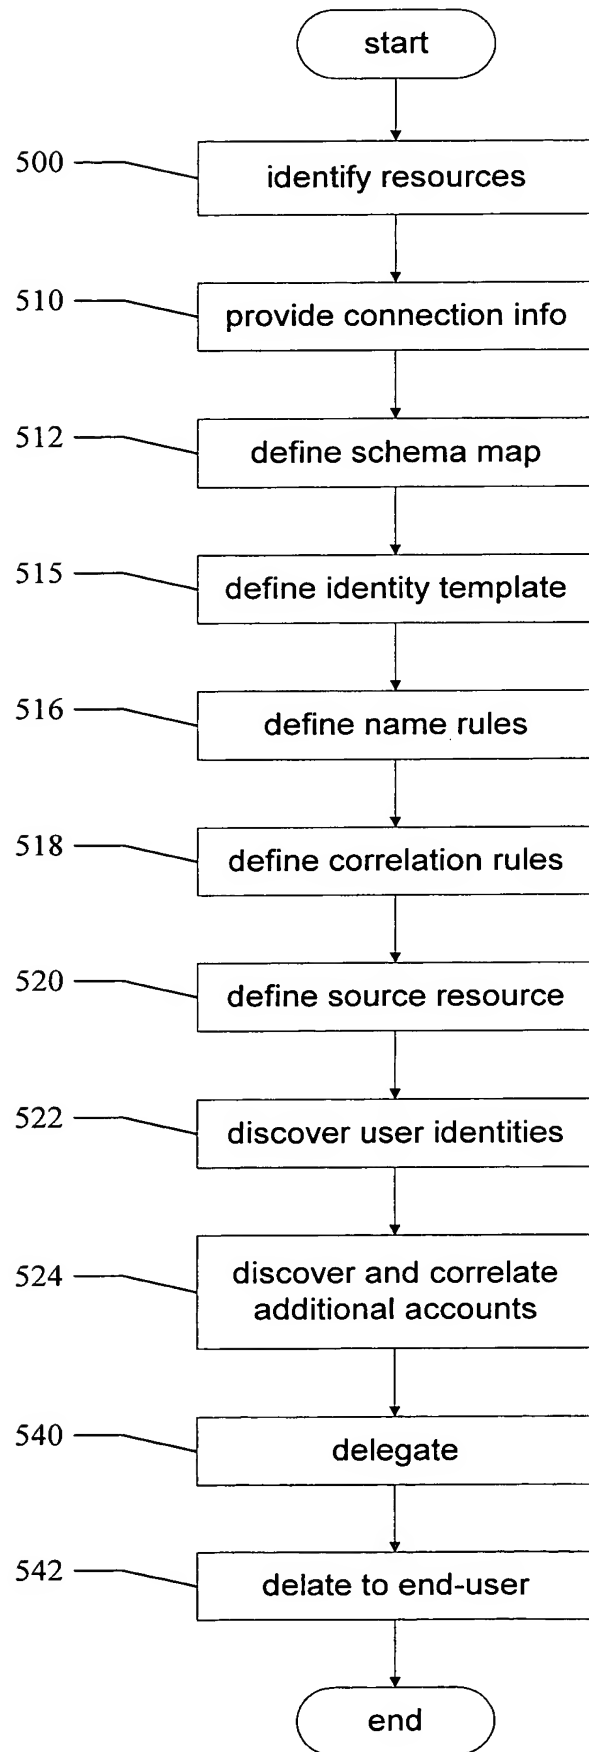 start
500
identify resources
510
provide connection info
512
define schema map
515
define identity template
516
define name rules
518
define correlation rules
520
define source resource
522
discover user identities
524
discover and correlate
additional accounts
540
delegate
542
delate to end-user
end